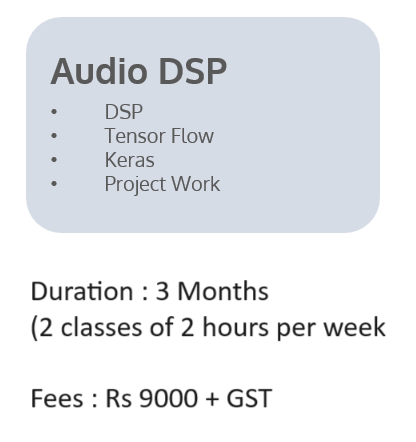 Audio DSP
• DSP
• Tensor Flow
• Keras
• Project Work
Duration : 3 Months
(2 classes of 2 hours per week
Fees : Rs 9000 + GST